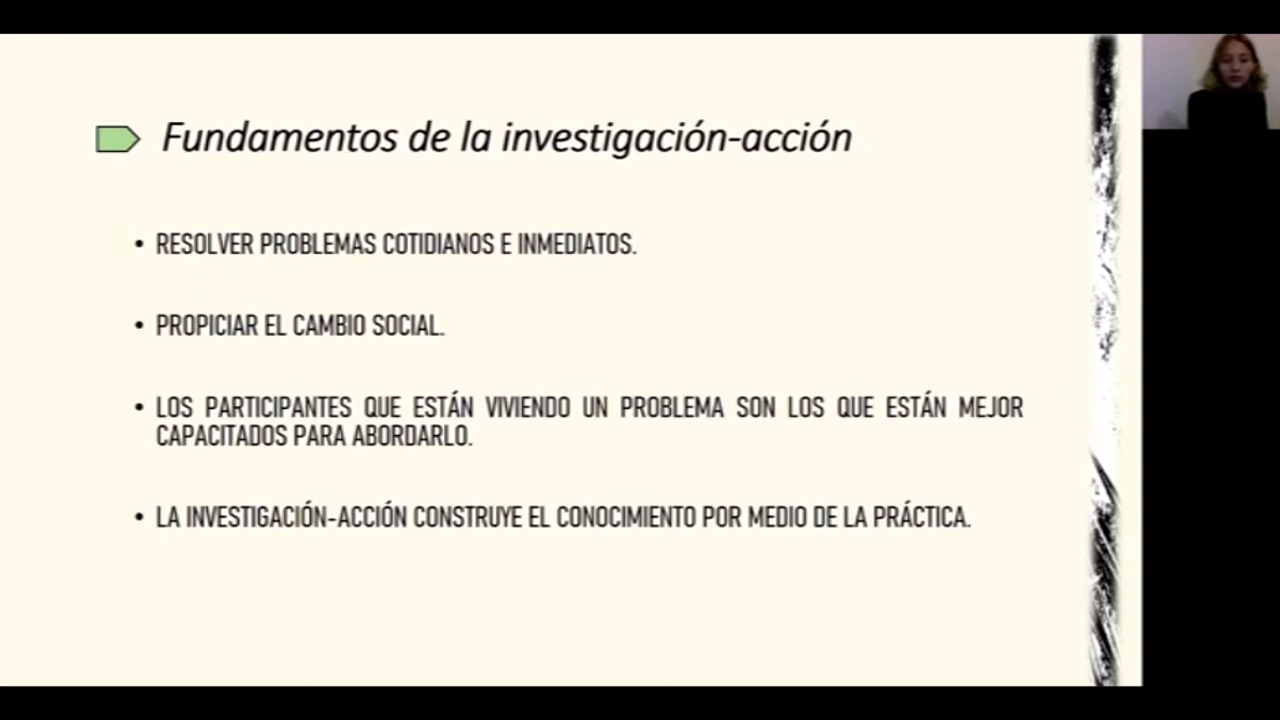 Fundamentos de la investigación-acción
• RESOLVER PROBLEMAS COTIDIANOS E INMEDIATOS.
• PROPICIAR EL CAMBIO SOCIAL.
• LOS PARTICIPANTES QUE ESTÁN VIVIENDO UN PROBLEMA SON LOS QUE ESTÁN MEJOR
CAPACITADOS PARA ABORDARLO.
• LA INVESTIGACIÓN-ACCIÓN CONSTRUYE EL CONOCIMIENTO POR MEDIO DE LA PRÁCTICA.